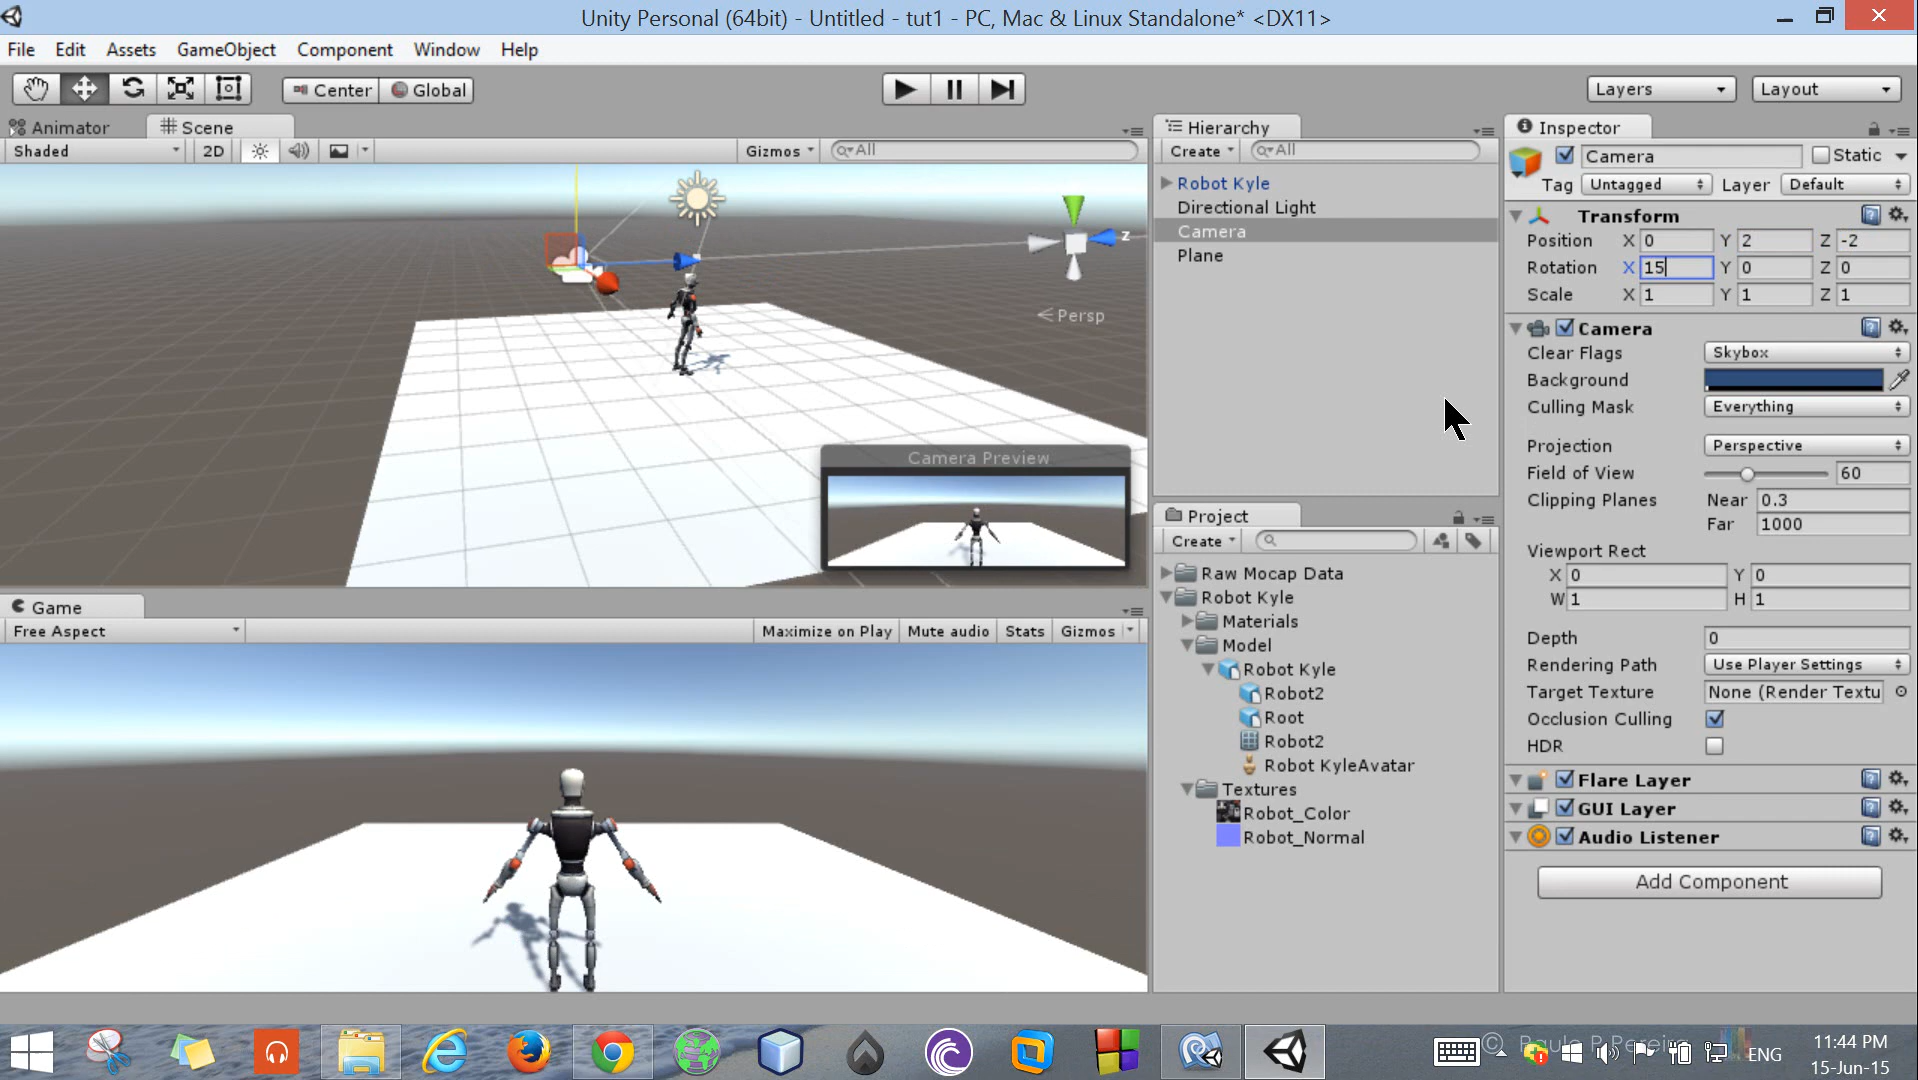 Unity Personal (64bit) - Untitled - tut1 - PC, Mac & Linux Standalone* <DX11>
File Edit Assets GameObject Component Window Help
Center Global
Layers Layout
Animator Scene
Shaded 2D Gizmos All
z
Persp
Camera Preview
Game
Free Aspect Maximize on Play Mute audio Stats Gizmos
Hierarchy
Create All
Robot Kyle
Directional Light
Camera
Plane
Project
Create
Raw Mocap Data
Robot Kyle
Materials
Model
Robot Kyle
Robot2
Root
Robot2
Robot KyleAvatar
Textures
Robot_Color
Robot_Normal
Inspector
Camera Static
Tag Untagged Layer Default
Transform
Position X 0 Y 2 Z -2
Rotation X 15 Y 0 Z 0
Scale X 1 Y 1 Z 1
Camera
Clear Flags Skybox
Background
Culling Mask Everything
Projection Perspective
Field of View 60
Clipping Planes Near 0.3
Far 1000
Viewport Rect
X 0 Y 0
W 1 H 1
Depth 0
Rendering Path Use Player Settings
Target Texture None (Render Textu
Occlusion Culling
HDR
Flare Layer
GUI Layer
Audio Listener
Add Component
© Paulo P Pereira
ENG
11:44 PM
15-Jun-15